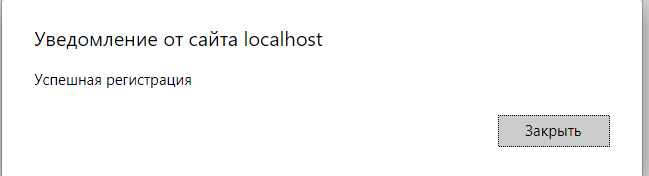 Уведомление от сайта localhost
Успешная регистрация
Закрыть